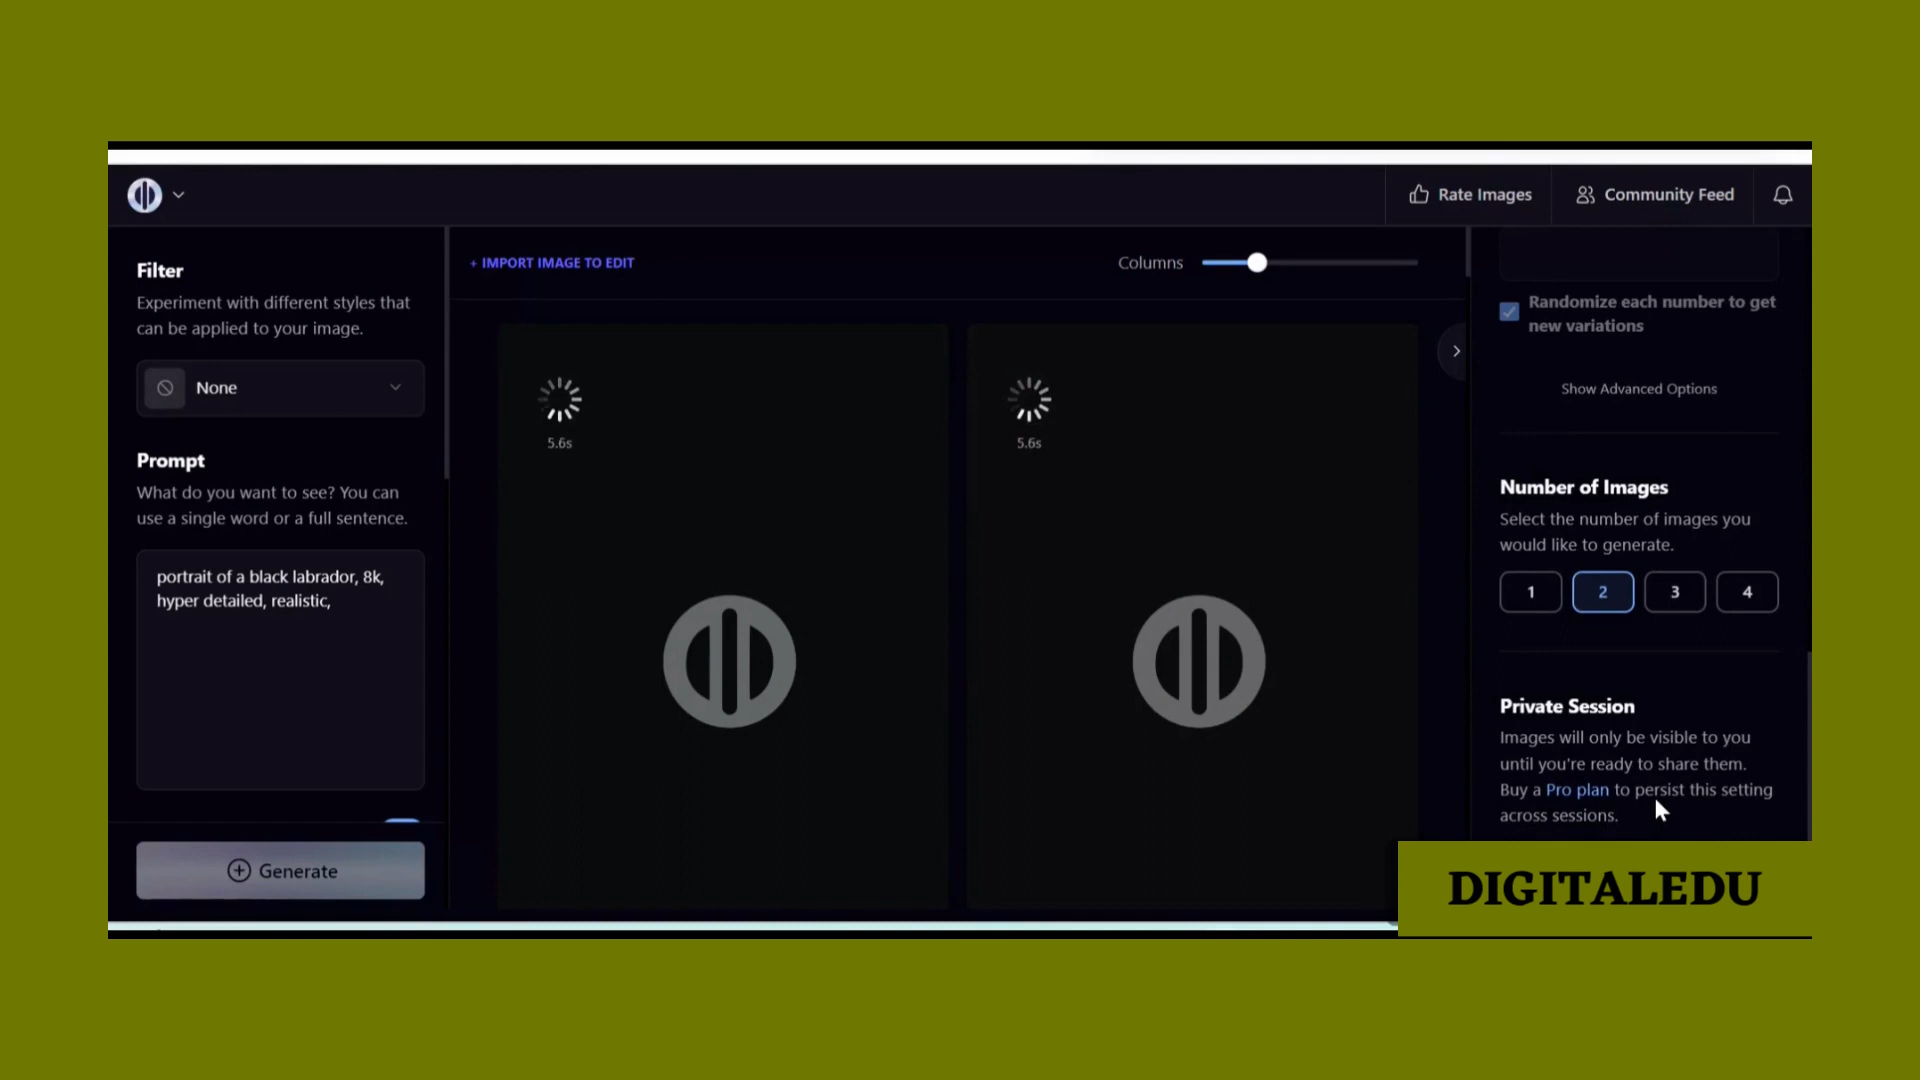 Rate Images
Community Feed
Filter
Experiment with different styles that
can be applied to your image.
None
Prompt
What do you want to see? You can
use a single word or a full sentence.
portrait of a black labrador, 8k,
hyper detailed, realistic,
Generate
+ IMPORT IMAGE TO EDIT
Columns
5.6s
5.6s
Randomize each number to get
new variations
Show Advanced Options
Number of Images
Select the number of images you
would like to generate.
1 2 3 4
Private Session
Images will only be visible to you
until you're ready to share them.
Buy a Pro plan to persist this setting
across sessions.
DIGITALEDU